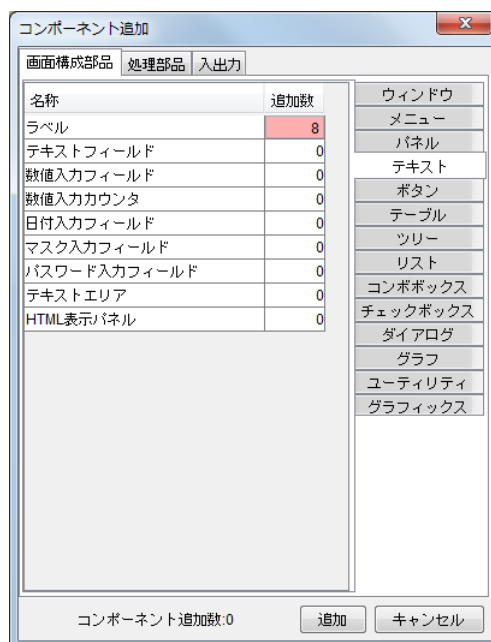 コンポーネント追加
画面構成部品 処理部品 入出力
名称 追加数
ラベル 8
テキストフィールド 0
数値入力フィールド 0
数値入力カウンタ 0
日付入力フィールド 0
マスク入力フィールド 0
パスワード入力フィールド 0
テキストエリア 0
HTML表示パネル 0
ウィンドウ
メニュー
パネル
テキスト
ボタン
テーブル
ツリー
リスト
コンボボックス
チェックボックス
ダイアログ
グラフ
ユーティリティ
グラフィックス
コンポーネント追加数:0 追加 キャンセル